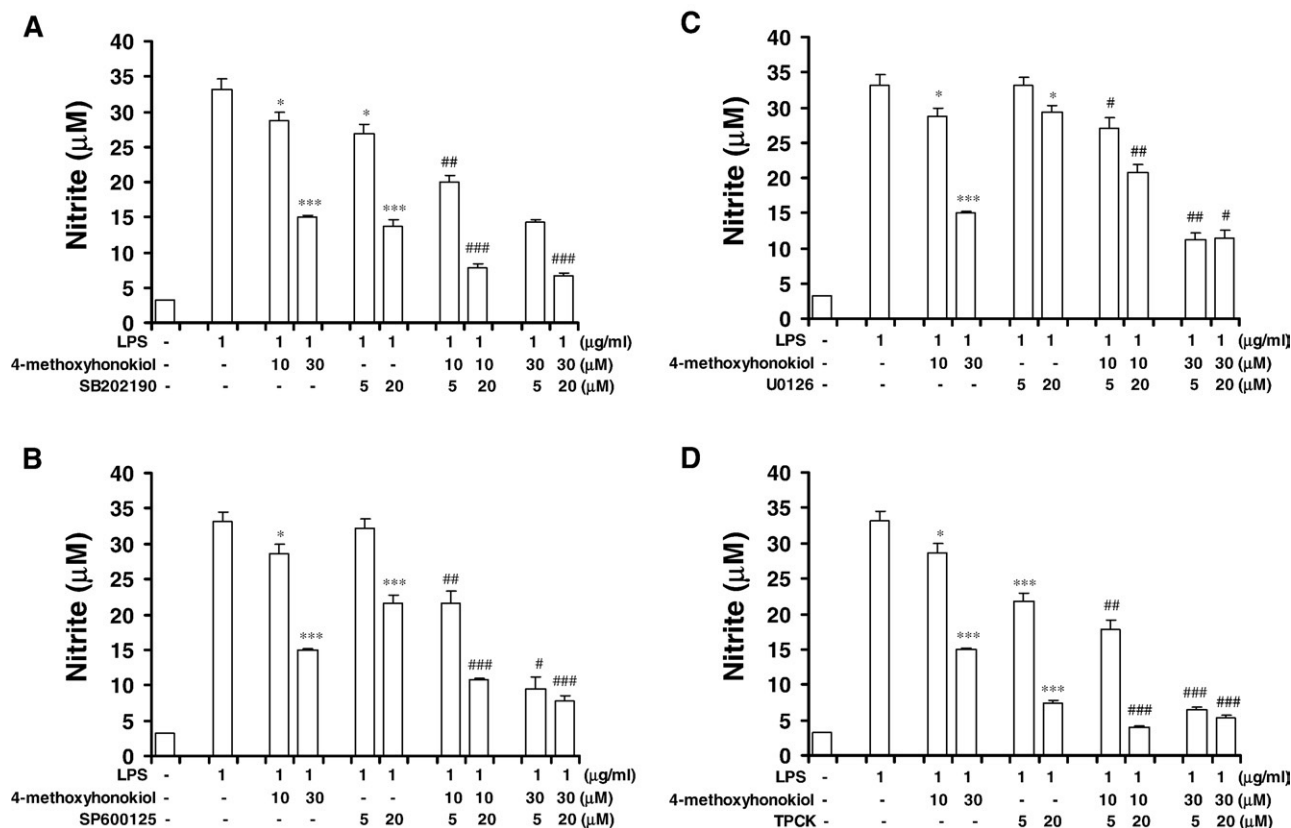 A
Nitrite (μM)
40
35
30
25
20
15
10
5
0
* *** * *** ## ### ###
LPS - 1 1 1 1 1 1 1 1 1 (μg/ml)
4-methoxyhonokiol - - 10 30 - - 10 10 30 30 (μM)
SB202190 - - - - 5 20 5 20 5 20 (μM)
B
Nitrite (μM)
40
35
30
25
20
15
10
5
0
* *** *** ## ### # ###
LPS - 1 1 1 1 1 1 1 1 1 (μg/ml)
4-methoxyhonokiol - - 10 30 - - 10 10 30 30 (μM)
SP600125 - - - - 5 20 5 20 5 20 (μM)
C
Nitrite (μM)
40
35
30
25
20
15
10
5
0
* *** * # ## ## #
LPS - 1 1 1 1 1 1 1 1 1 (μg/ml)
4-methoxyhonokiol - - 10 30 - - 10 10 30 30 (μM)
U0126 - - - - 5 20 5 20 5 20 (μM)
D
Nitrite (μM)
40
35
30
25
20
15
10
5
0
* *** *** *** ## ### ### ###
LPS - 1 1 1 1 1 1 1 1 1 (μg/ml)
4-methoxyhonokiol - - 10 30 - - 10 10 30 30 (μM)
TPCK - - - - 5 20 5 20 5 20 (μM)